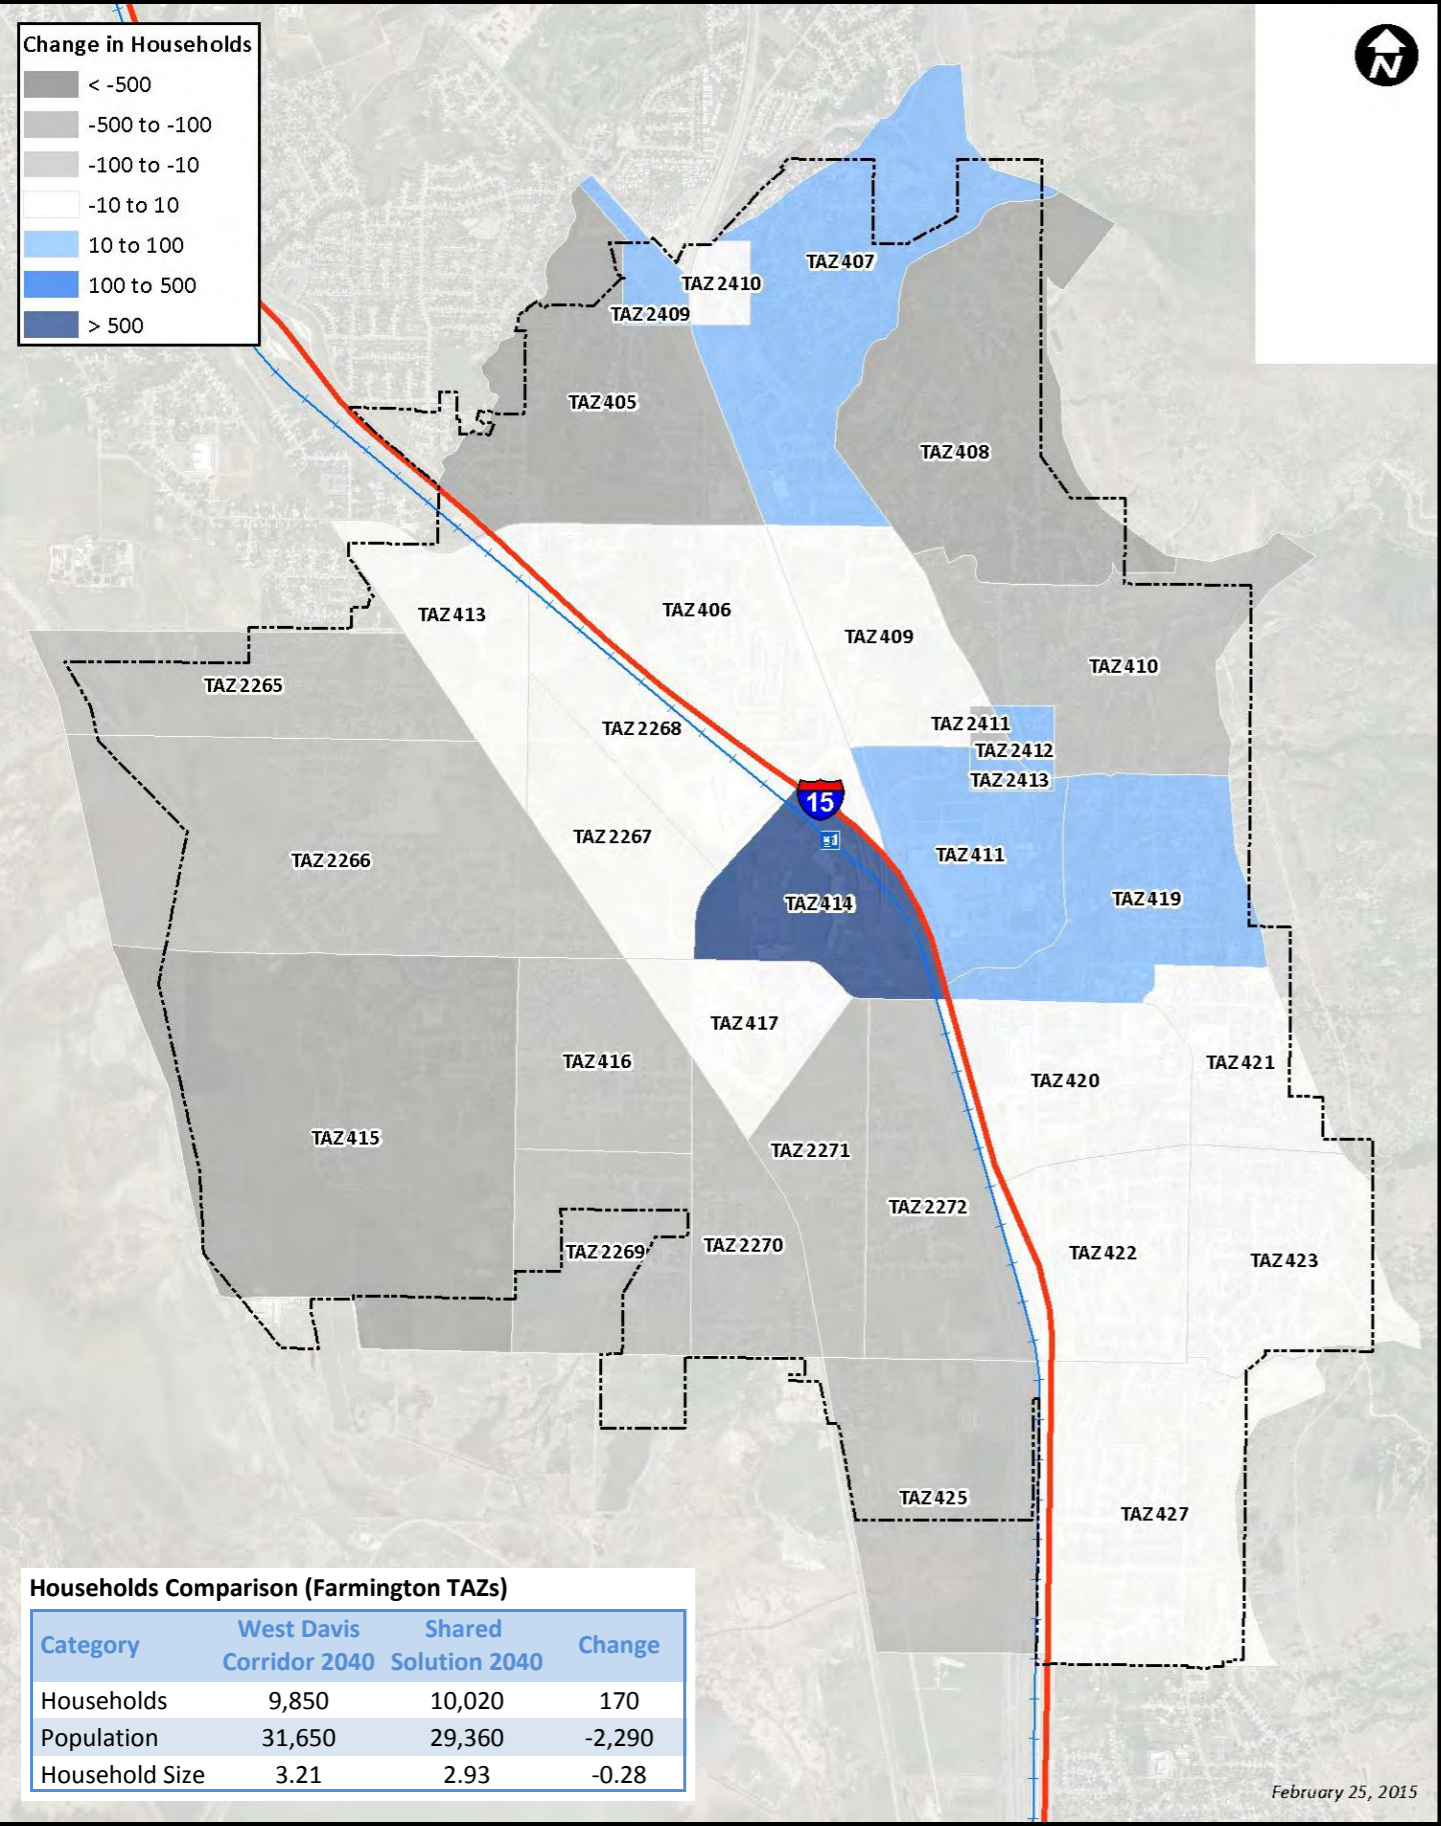 Change in Households
< -500
-500 to -100
-100 to -10
-10 to 10
10 to 100
100 to 500
> 500
N
TAZ 407
TAZ 2410
TAZ 2409
TAZ 405
TAZ 408
TAZ 413
TAZ 406
TAZ 409
TAZ 410
TAZ 2265
TAZ 2268
TAZ 2411
TAZ 2412
TAZ 2413
15
TAZ 2267
TAZ 2266
TAZ 411
TAZ 414
TAZ 419
TAZ 417
TAZ 416
TAZ 420
TAZ 421
TAZ 415
TAZ 2271
TAZ 2272
TAZ 2269
TAZ 2270
TAZ 422
TAZ 423
TAZ 425
TAZ 427
Households Comparison (Farmington TAZs)
Category West Davis Corridor 2040 Shared Solution 2040 Change
Households 9,850 10,020 170
Population 31,650 29,360 -2,290
Household Size 3.21 2.93 -0.28
February 25, 2015